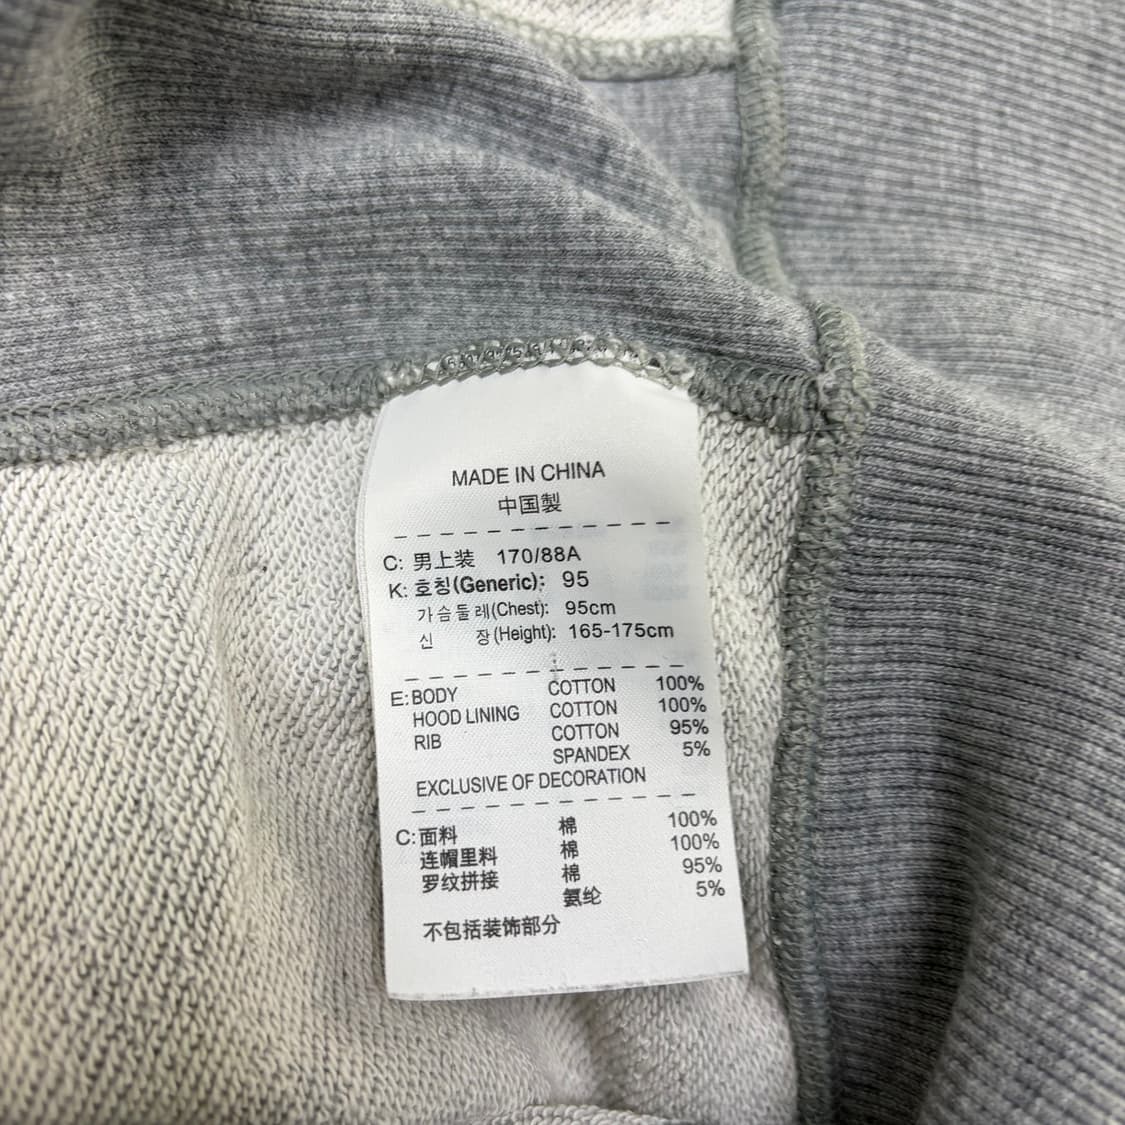 MADE IN CHINA
中国製
C: 男上装 170/88A
K: 호칭(Generic): 95
가슴둘레(Chest): 95cm
신 장(Height): 165-175cm
E: BODY COTTON 100%
HOOD LINING COTTON 100%
RIB COTTON 95%
SPANDEX 5%
EXCLUSIVE OF DECORATION
C: 面料 棉 100%
连帽里料 棉 100%
罗纹拼接 棉 95%
氨纶 5%
不包括装饰部分